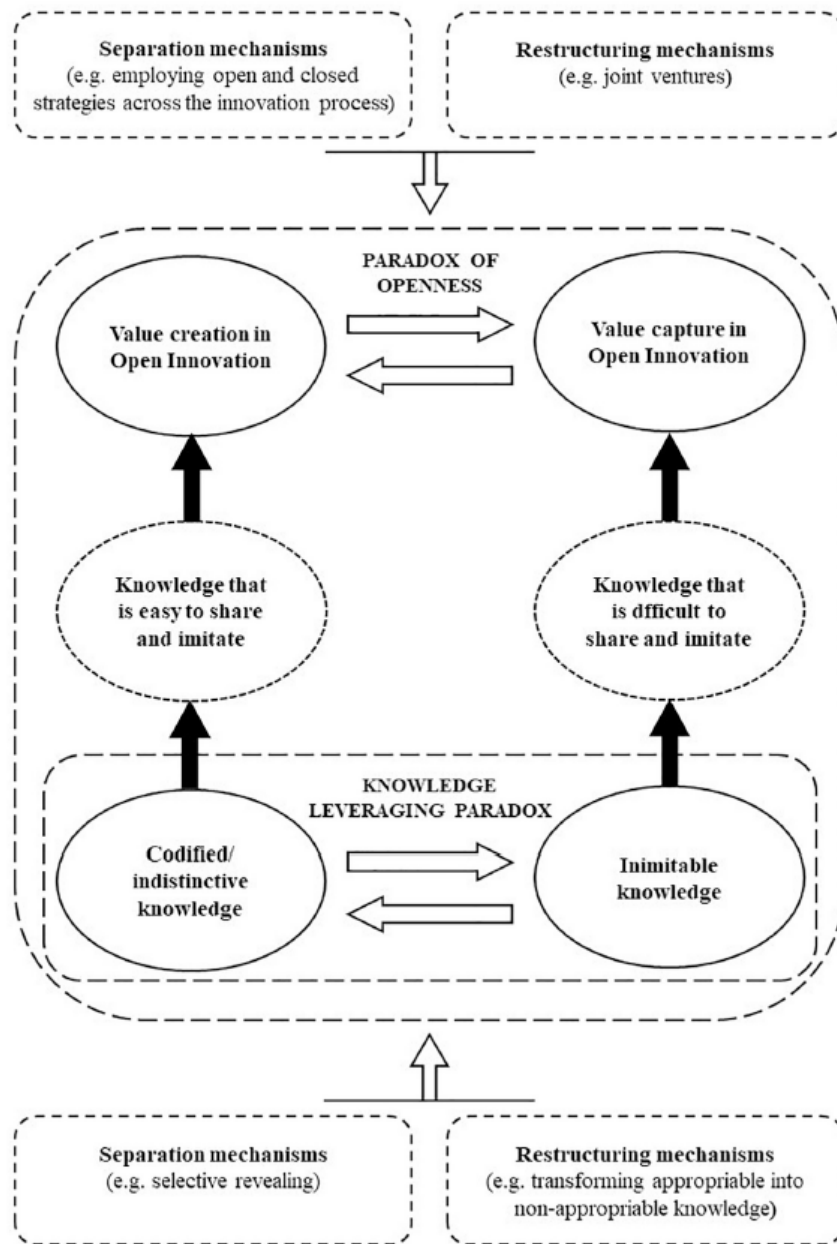 Separation mechanisms
(e.g. employing open and closed
strategies across the innovation process)
Restructuring mechanisms
(e.g. joint ventures)
PARADOX OF
OPENNESS
Value creation in
Open Innovation
Value capture in
Open Innovation
Knowledge that
is easy to share
and imitate
Knowledge that
is dfficult to
share and imitate
KNOWLEDGE
LEVERAGING PARADOX
Codified/
indistinctive
knowledge
Inimitable
knowledge
Separation mechanisms
(e.g. selective revealing)
Restructuring mechanisms
(e.g. transforming appropriable into
non-appropriable knowledge)